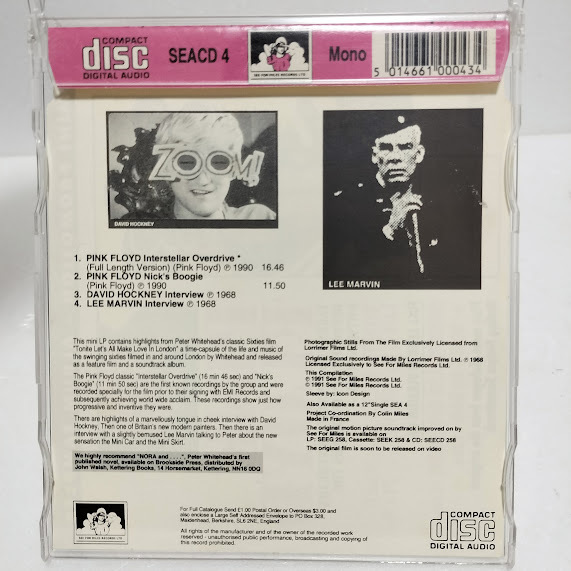 COMPACT
disc
DIGITAL AUDIO
SEACD 4
SEE FOR MILES RECORDS LTD
Mono
5 014661 000434
ZOOM!
DAVID HOCKNEY
LEE MARVIN
1. PINK FLOYD Interstellar Overdrive *
(Full Length Version) (Pink Floyd) ℗ 1990 16.46
2. PINK FLOYD Nick's Boogie
(Pink Floyd) ℗ 1990 11.50
3. DAVID HOCKNEY Interview ℗ 1968
4. LEE MARVIN Interview ℗ 1968
This mini LP contains highlights from Peter Whitehead's classic Sixties film
"Tonite Let's All Make Love In London" a time-capsule of the life and music of
the swinging sixties filmed in and around London by Whitehead and released
as a feature film and a soundtrack album.
The Pink Floyd classic "Interstellar Overdrive" (16 min 46 sec) and "Nick's
Boogie" (11 min 50 sec) are the first known recordings by the group and were
recorded specially for the film prior to their signing with EMI Records and
subsequently achieving world wide acclaim. These recordings show just how
progressive and inventive they were.
There are highlights of a marvelously tongue in cheek interview with David
Hockney, Then one of Britain's new modern painters. Then there is an
interview with a slightly bemused Lee Marvin talking to Peter about the new
sensation the Mini Car and the Mini Skirt.
We highly recommend "NORA and . . . .", Peter Whitehead's first
published novel, available on Brookside Press, distributed by
John Walsh, Kettering Books, 14 Horsemarket, Kettering, NN16 0DG
Photographic Stills From The Film Exclusively Licensed from
Lorrimer Films Ltd.
Original Sound recordings Made By Lorrimer Films Ltd. ℗ 1968
Licensed Exclusively to See For Miles Records Ltd.
This Compilation
℗ 1991 See For Miles Records Ltd.
© 1991 See For Miles Records Ltd.
Sleeve by: Icon Design
Also Available as a 12"Single SEA 4
Project Co-ordination By Colin Miles
Made in France
The original motion picture soundtrack improved on by
See For Miles is available on
LP: SEEG 258, Cassette: SEEK 258 & CD: SEECD 258
The original film is soon to be released on video
SEE FOR MILES RECORDS LTD
For Full Catalogue Send £1.00 Postal Order or Overseas $3.00 and
also enclose a Large Self Addressed Envelope to PO Box 328,
Maidenhead, Berkshire, SL6 2NE, England
All rights of the manufacturer and of the owner of the recorded work
reserved - unauthorised public performance, broadcasting and copying of
this record prohibited.
COMPACT
disc
DIGITAL AUDIO